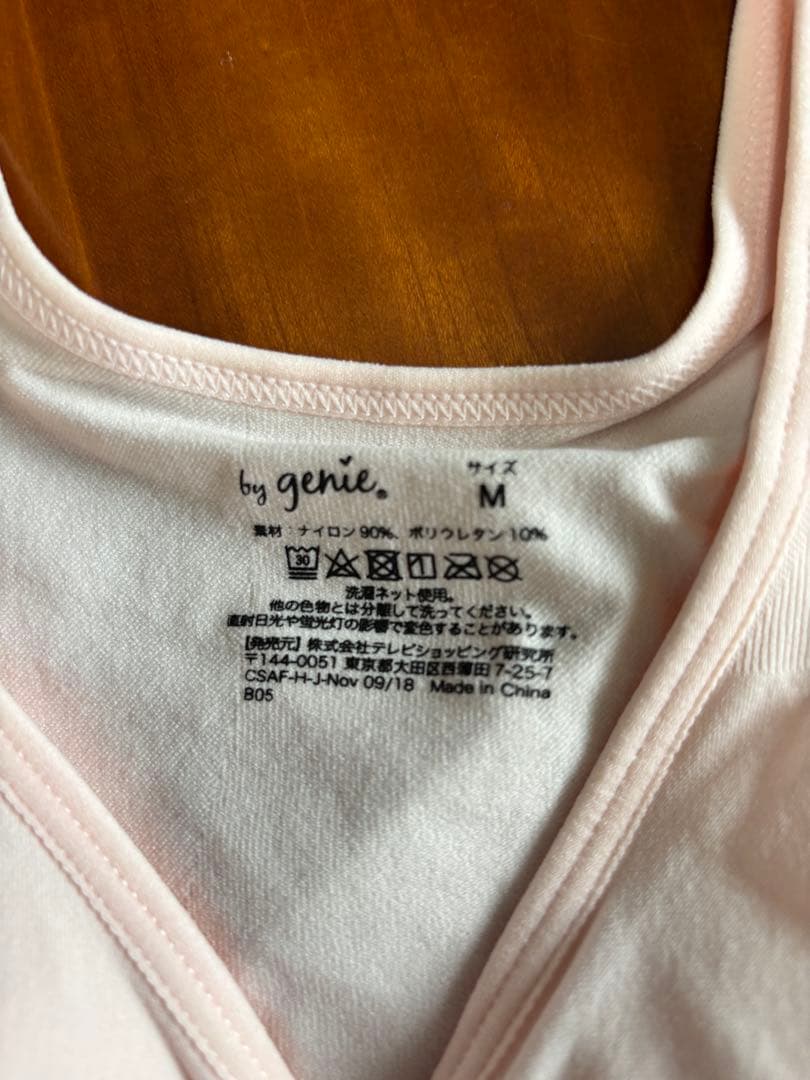 by genie®
サイズ
M
素材:ナイロン90%、ポリウレタン10%
30
洗濯ネット使用。
他の色物とは分離して洗ってください。
直射日光や蛍光灯の影響で変色することがあります。
【発売元】株式会社テレビショッピング研究所
〒144-0051 東京都大田区西蒲田7-25-7
CSAF-H-J-Nov 09/18 Made in China
B05